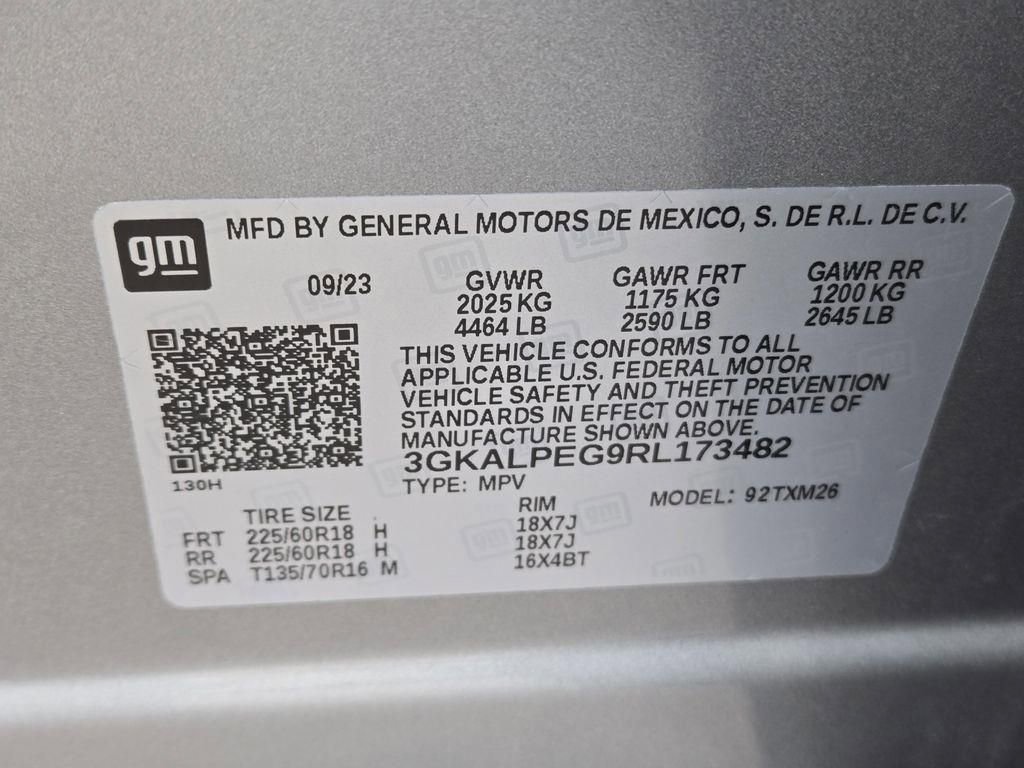 gm
MFD BY GENERAL MOTORS DE MEXICO, S. DE R.L. DE C.V.
09/23 GVWR GAWR FRT GAWR RR
2025 KG 1175 KG 1200 KG
4464 LB 2590 LB 2645 LB
THIS VEHICLE CONFORMS TO ALL
APPLICABLE U.S. FEDERAL MOTOR
VEHICLE SAFETY AND THEFT PREVENTION
STANDARDS IN EFFECT ON THE DATE OF
MANUFACTURE SHOWN ABOVE.
3GKALPEG9RL173482
130H
TYPE: MPV MODEL: 92TXM26
TIRE SIZE RIM
FRT 225/60R18 H 18X7J
RR 225/60R18 H 18X7J
SPA T135/70R16 M 16X4BT